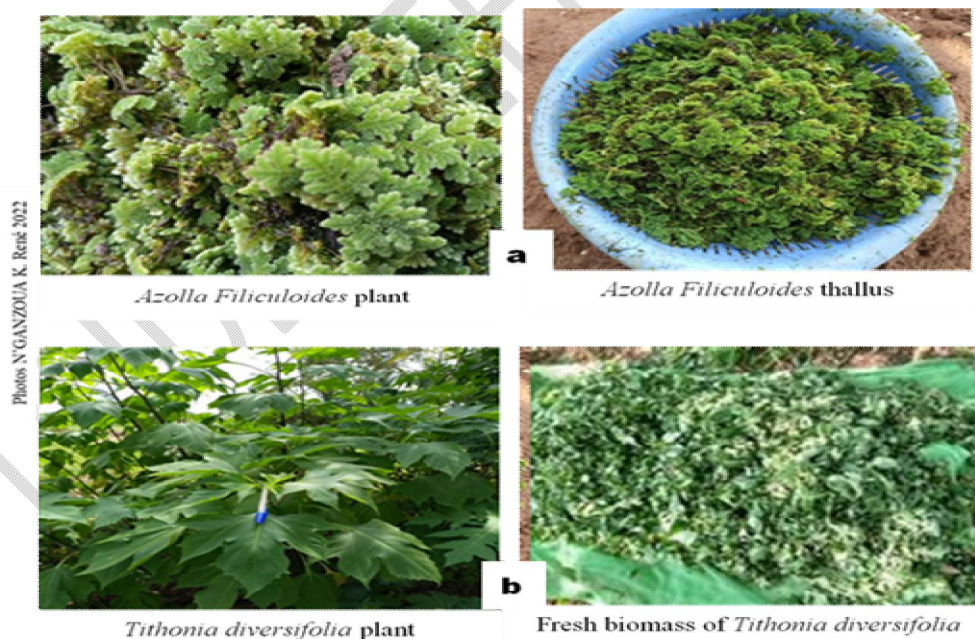 Photos N'GANZOUA K. René 2022
a
Azolla Filiculoides plant
Azolla Filiculoides thallus
b
Tithonia diversifolia plant
Fresh biomass of Tithonia diversifolia